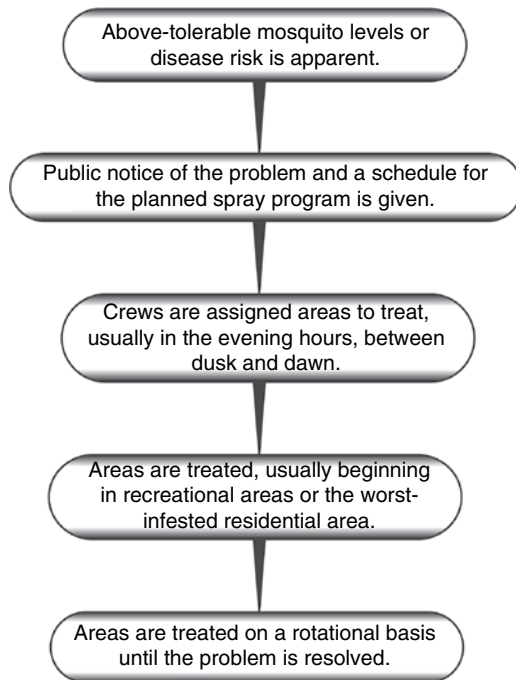 Above-tolerable mosquito levels or
disease risk is apparent.
Public notice of the problem and a schedule for
the planned spray program is given.
Crews are assigned areas to treat,
usually in the evening hours, between
dusk and dawn.
Areas are treated, usually beginning
in recreational areas or the worst-
infested residential area.
Areas are treated on a rotational basis
until the problem is resolved.